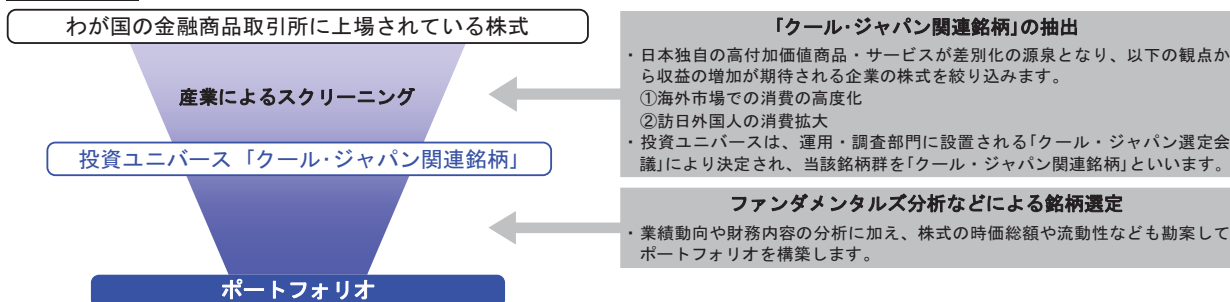 わが国の金融商品取引所に上場されている株式
産業によるスクリーニング
投資ユニバース「クール・ジャパン関連銘柄」
ポートフォリオ
「クール・ジャパン関連銘柄」の抽出
・日本独自の高付加価値商品・サービスが差別化の源泉となり、以下の観点か
ら収益の増加が期待される企業の株式を絞り込みます。
①海外市場での消費の高度化
②訪日外国人の消費拡大
・投資ユニバースは、運用・調査部門に設置される「クール・ジャパン選定会
議」により決定され、当該銘柄群を「クール・ジャパン関連銘柄」といいます。
ファンダメンタルズ分析などによる銘柄選定
・業績動向や財務内容の分析に加え、株式の時価総額や流動性なども勘案して
ポートフォリオを構築します。